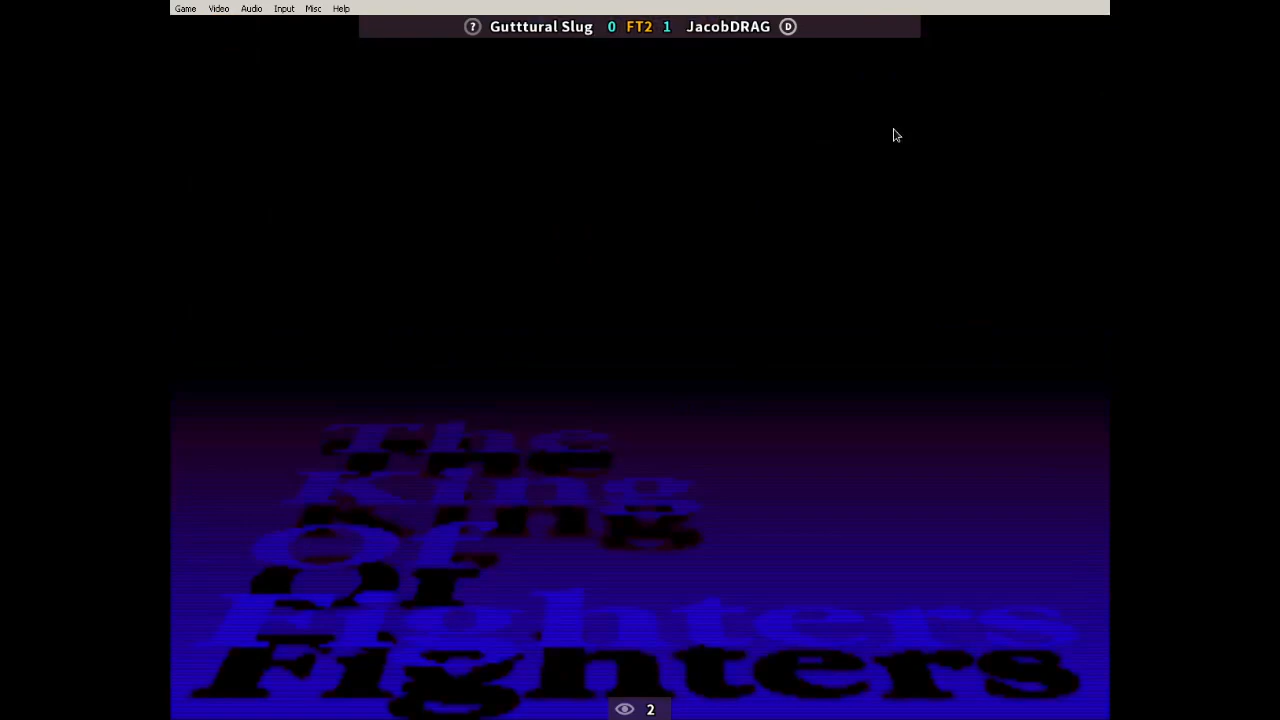 Game Video Audio Input Misc Help
? Gutttural Slug 0 FT2 1 JacobDRAG D
The
King
Of
Fighters
2